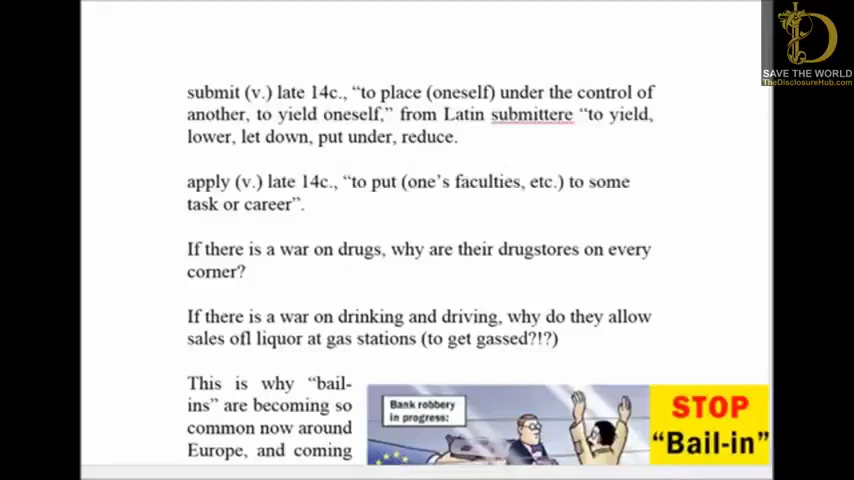 submit (v.) late 14c., “to place (oneself) under the control of
another, to yield oneself,” from Latin submittere “to yield,
lower, let down, put under, reduce.
apply (v.) late 14c., “to put (one’s faculties, etc.) to some
task or career”.
If there is a war on drugs, why are their drugstores on every
corner?
If there is a war on drinking and driving, why do they allow
sales ofl liquor at gas stations (to get gassed?!?)
This is why “bail-
ins” are becoming so
common now around
Europe, and coming
Bank robbery
in progress:
STOP
“Bail-in”
D
SAVE THE WORLD
TheDisclosureHub.com